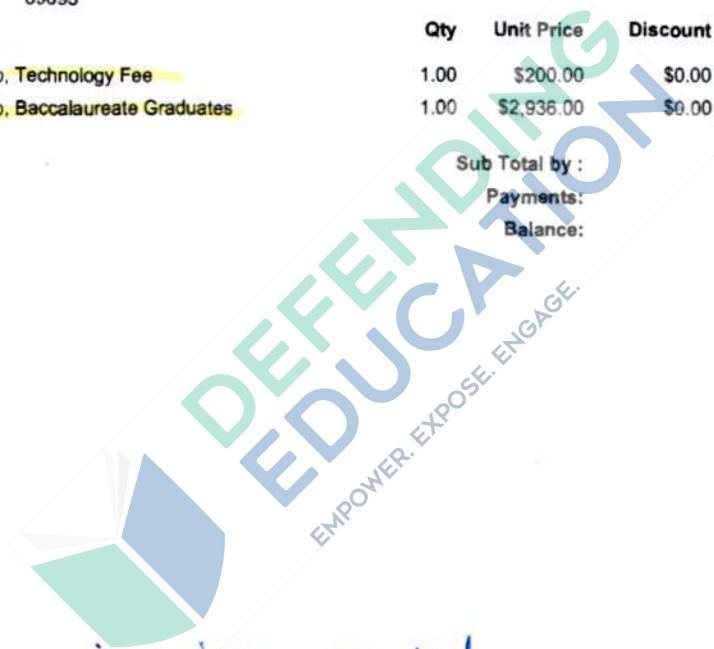 Qty Unit Price Discount
Technology Fee 1.00 $200.00 $0.00
Baccalaureate Graduates 1.00 $2,936.00 $0.00
Sub Total by :
Payments:
Balance:
DEFENDING
EDUCATION
EMPOWER. EXPOSE. ENGAGE.